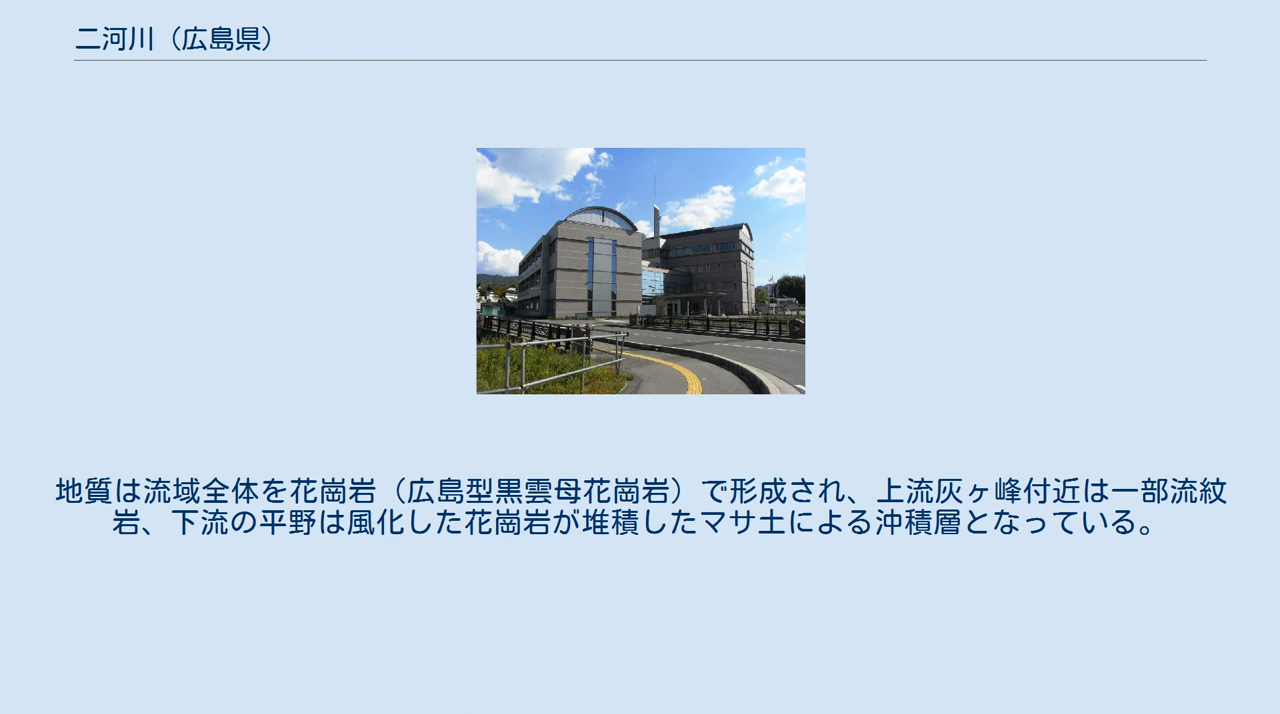 二河川（広島県）
地質は流域全体を花崗岩（広島型黒雲母花崗岩）で形成され、上流灰ヶ峰付近は一部流紋
岩、下流の平野は風化した花崗岩が堆積したマサ土による沖積層となっている。